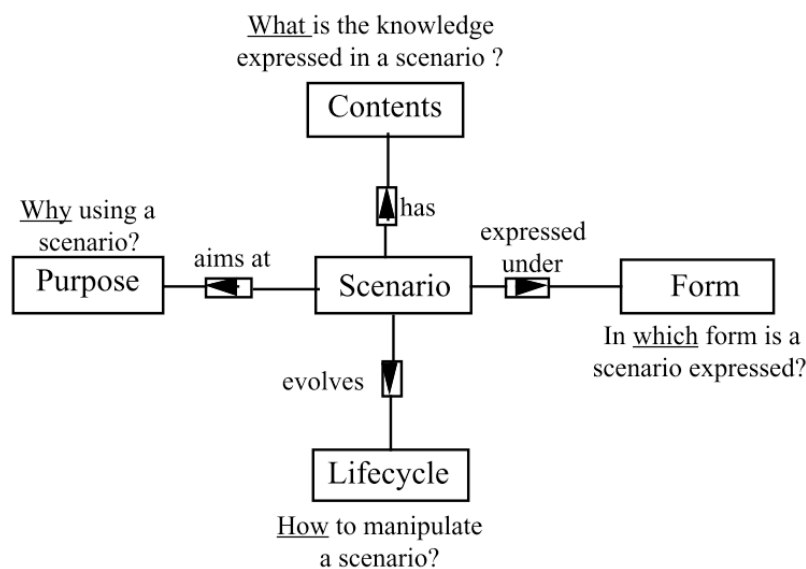 What is the knowledge
expressed in a scenario ?
Contents
has
Why using a
scenario?
Purpose
aims at
Scenario
expressed
under
Form
In which form is a
scenario expressed?
evolves
Lifecycle
How to manipulate
a scenario?